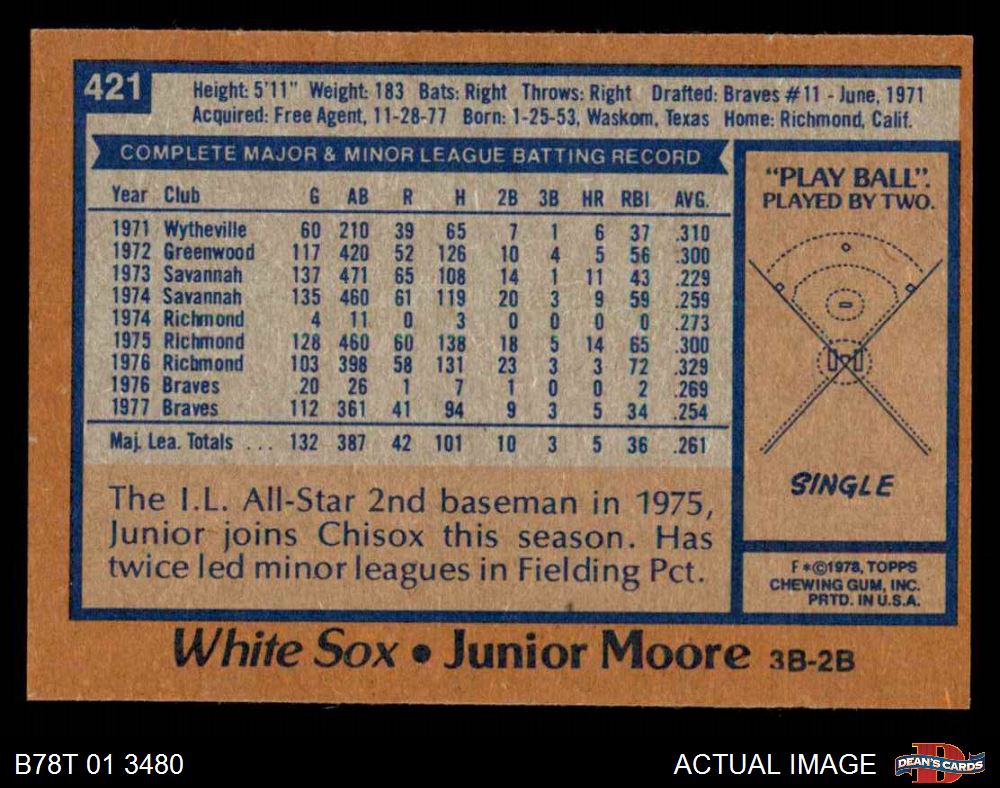 421
Height: 5'11" Weight: 183 Bats: Right Throws: Right Drafted: Braves #11 - June, 1971
Acquired: Free Agent, 11-28-77 Born: 1-25-53, Waskom, Texas Home: Richmond, Calif.
COMPLETE MAJOR & MINOR LEAGUE BATTING RECORD
Year Club G AB R H 2B 3B HR RBI AVG.
1971 Wytheville 60 210 39 65 7 1 6 37 .310
1972 Greenwood 117 420 52 126 10 4 5 56 .300
1973 Savannah 137 471 65 108 14 1 11 43 .229
1974 Savannah 135 460 61 119 20 3 9 59 .259
1974 Richmond 4 11 0 3 0 0 0 0 .273
1975 Richmond 128 460 60 138 18 5 14 65 .300
1976 Richmond 103 398 58 131 23 3 3 72 .329
1976 Braves 20 26 1 7 1 0 0 2 .269
1977 Braves 112 361 41 94 9 3 5 34 .254
Maj. Lea. Totals ... 132 387 42 101 10 3 5 36 .261
The I.L. All-Star 2nd baseman in 1975,
Junior joins Chisox this season. Has
twice led minor leagues in Fielding Pct.
"PLAY BALL".
PLAYED BY TWO.
SINGLE
F*©1978, TOPPS
CHEWING GUM, INC.
PRTD. IN U.S.A.
White Sox • Junior Moore 3B-2B
B78T 01 3480
ACTUAL IMAGE
DEAN'S CARDS